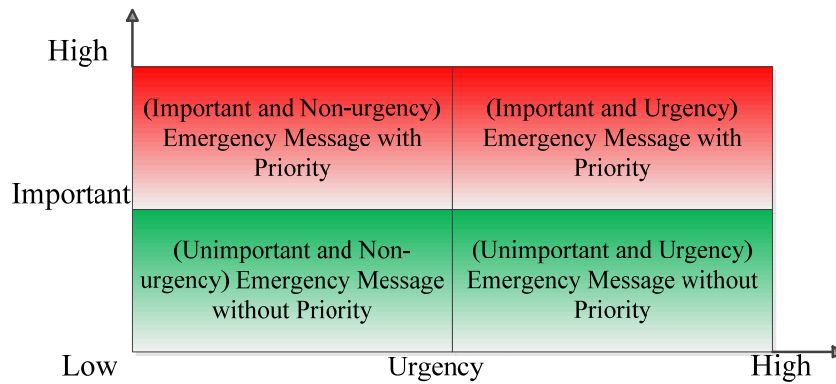 High
(Important and Non-urgency)
Emergency Message with
Priority
(Important and Urgency)
Emergency Message with
Priority
Important
(Unimportant and Non-
urgency) Emergency Message
without Priority
(Unimportant and Urgency)
Emergency Message without
Priority
Low
Urgency
High